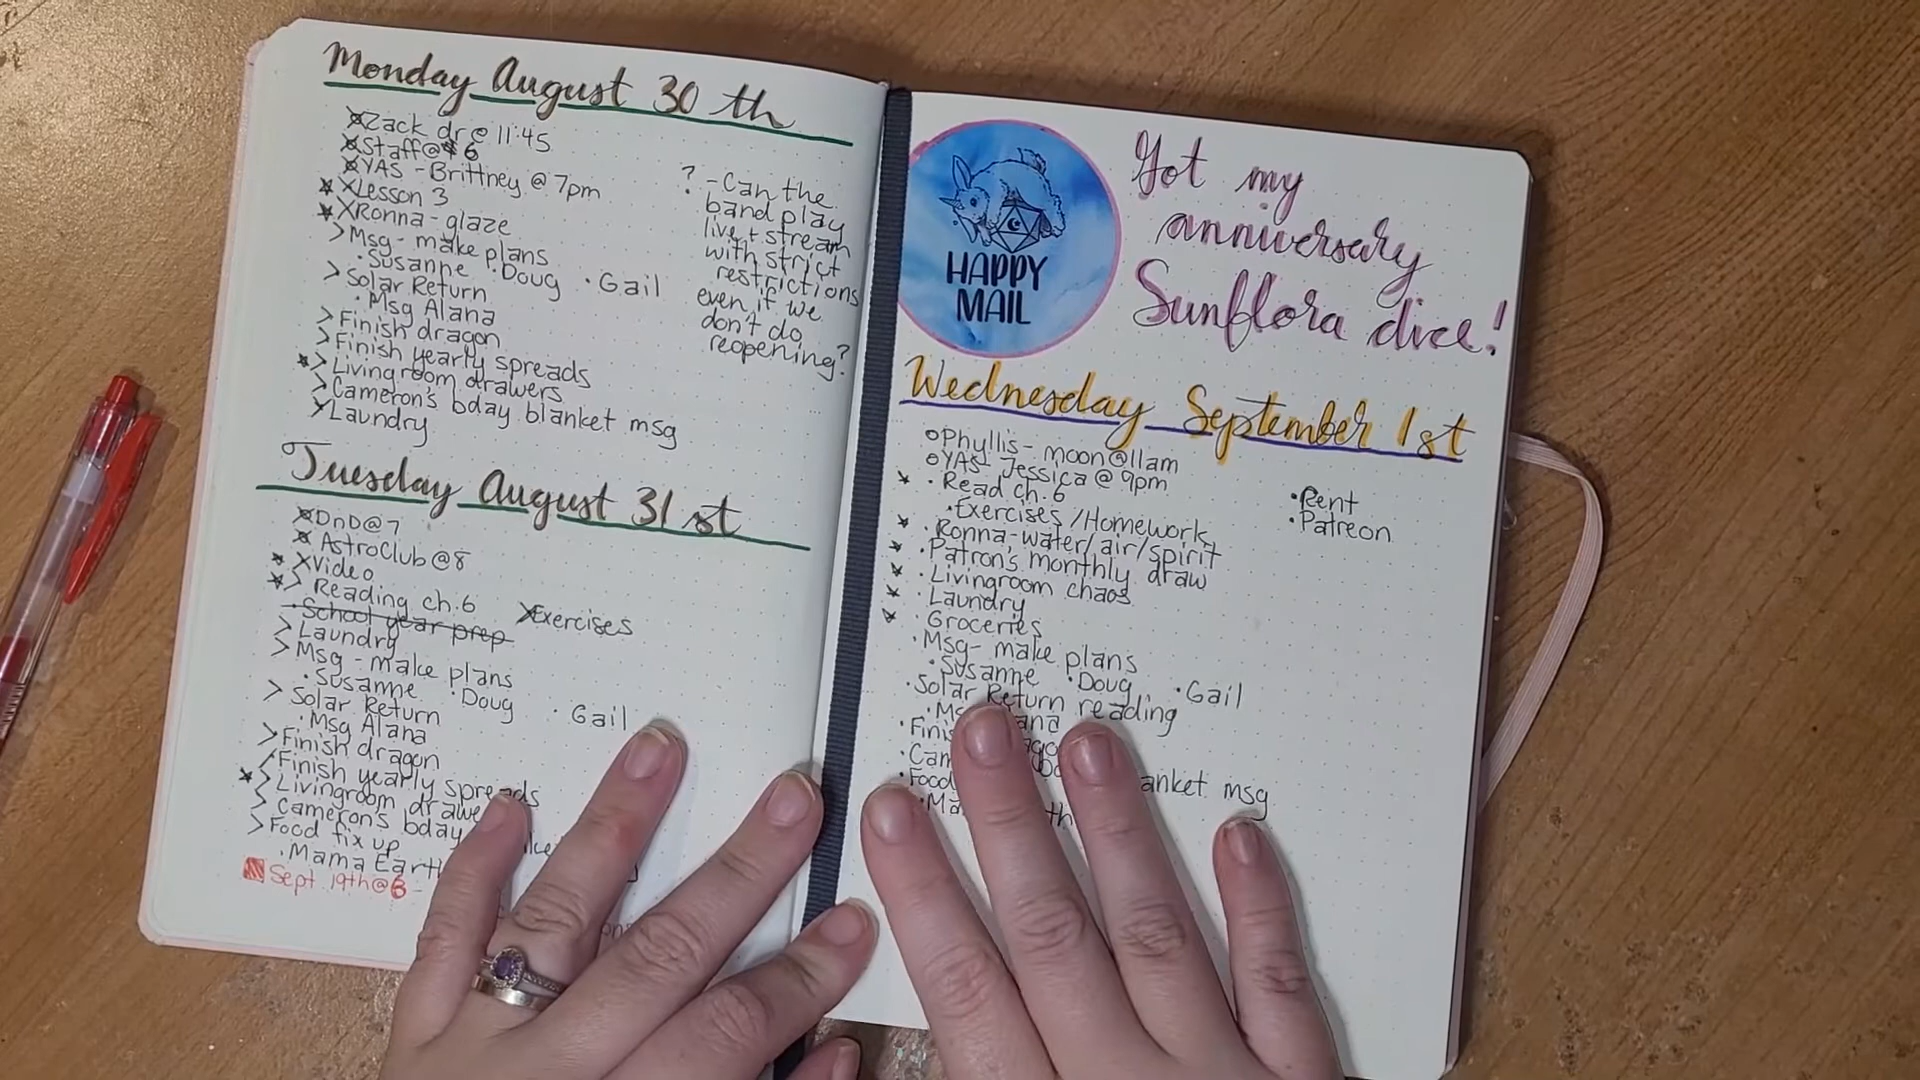 Monday August 30 th
Zack dr @ 11:45
Staff@ 6
YAS - Brittney @ 7pm
Lesson 3
Ronna - glaze
Msg - make plans
Susanne · Doug · Gail
Solar Return
Msg Alana
Finish dragon
Finish yearly spreads
Livingroom drawers
Cameron's bday blanket msg
Laundry
? - Can the
band play
live + stream
with strict
restrictions
even if we
don't do
reopening?
Tuesday August 31 st
DnD@7
AstroClub@8
Video
Reading ch. 6 Exercises
School year prep
Laundry
Msg - make plans
Susanne · Doug · Gail
Solar Return
Msg Alana
Finish dragon
Finish yearly spreads
Livingroom
Cameron's bday
Food fix up
Mama Earth
Sept 19th@6 -
HAPPY
MAIL
Got my
anniversary
Sunflora dice!
Wednesday September 1st
Phyllis - moon@11am
YAS - Jessica @ 9pm
Read ch. 6
Exercises / Homework
Ronna - water/air/spirit
Patron's monthly draw
Livingroom chaos
Laundry
Groceries
Msg - make plans
Susanne · Doug · Gail
Solar Return reading
blanket msg
Food
· Rent
· Patreon